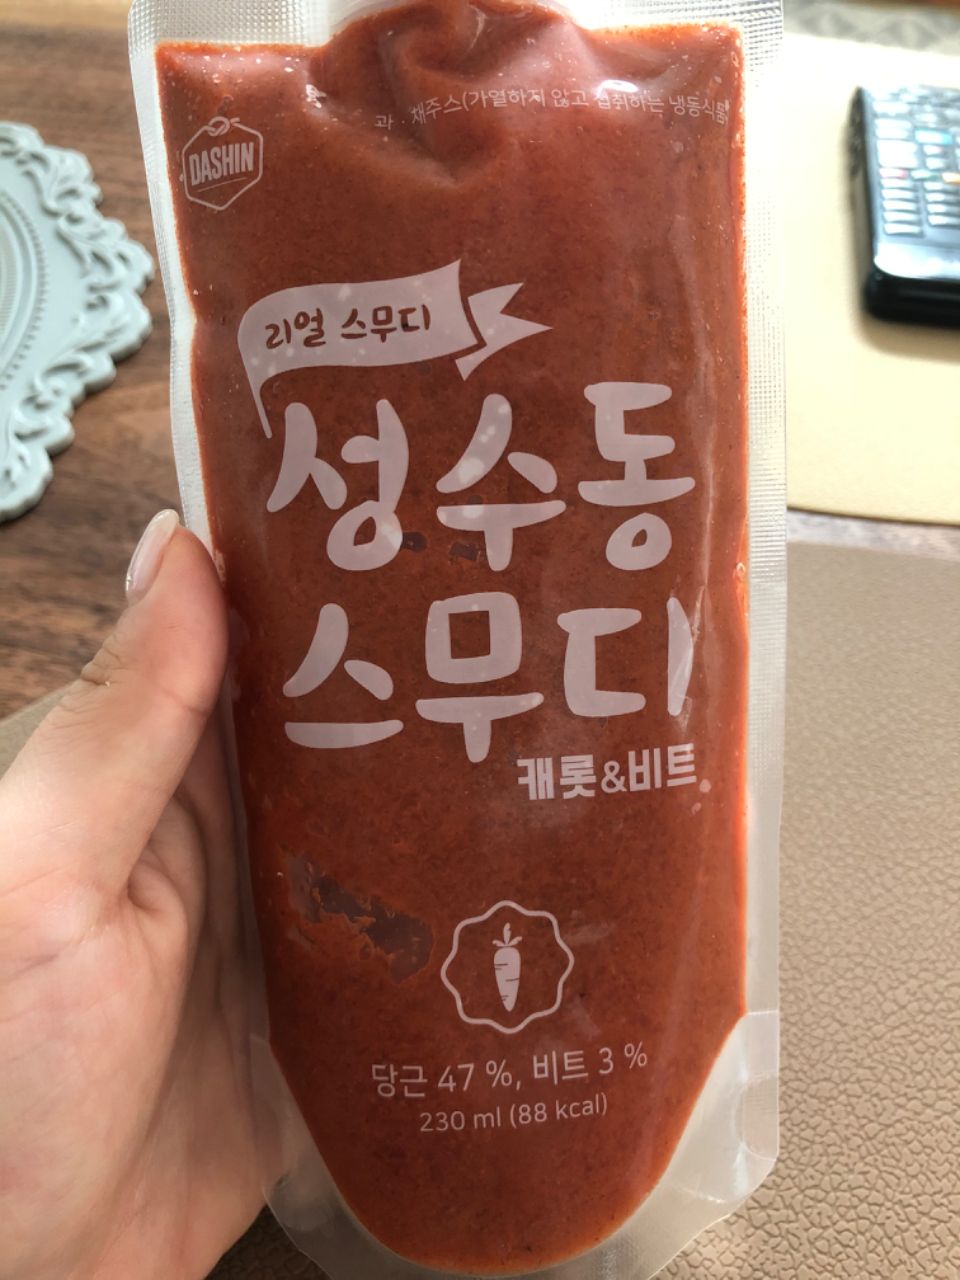 과 · 채주스(가열하지 않고 섭취하는 냉동식품)
DASHIN
리얼 스무디
성수동
스무디
캐롯&비트
당근 47 %, 비트 3 %
230 ml (88 kcal)